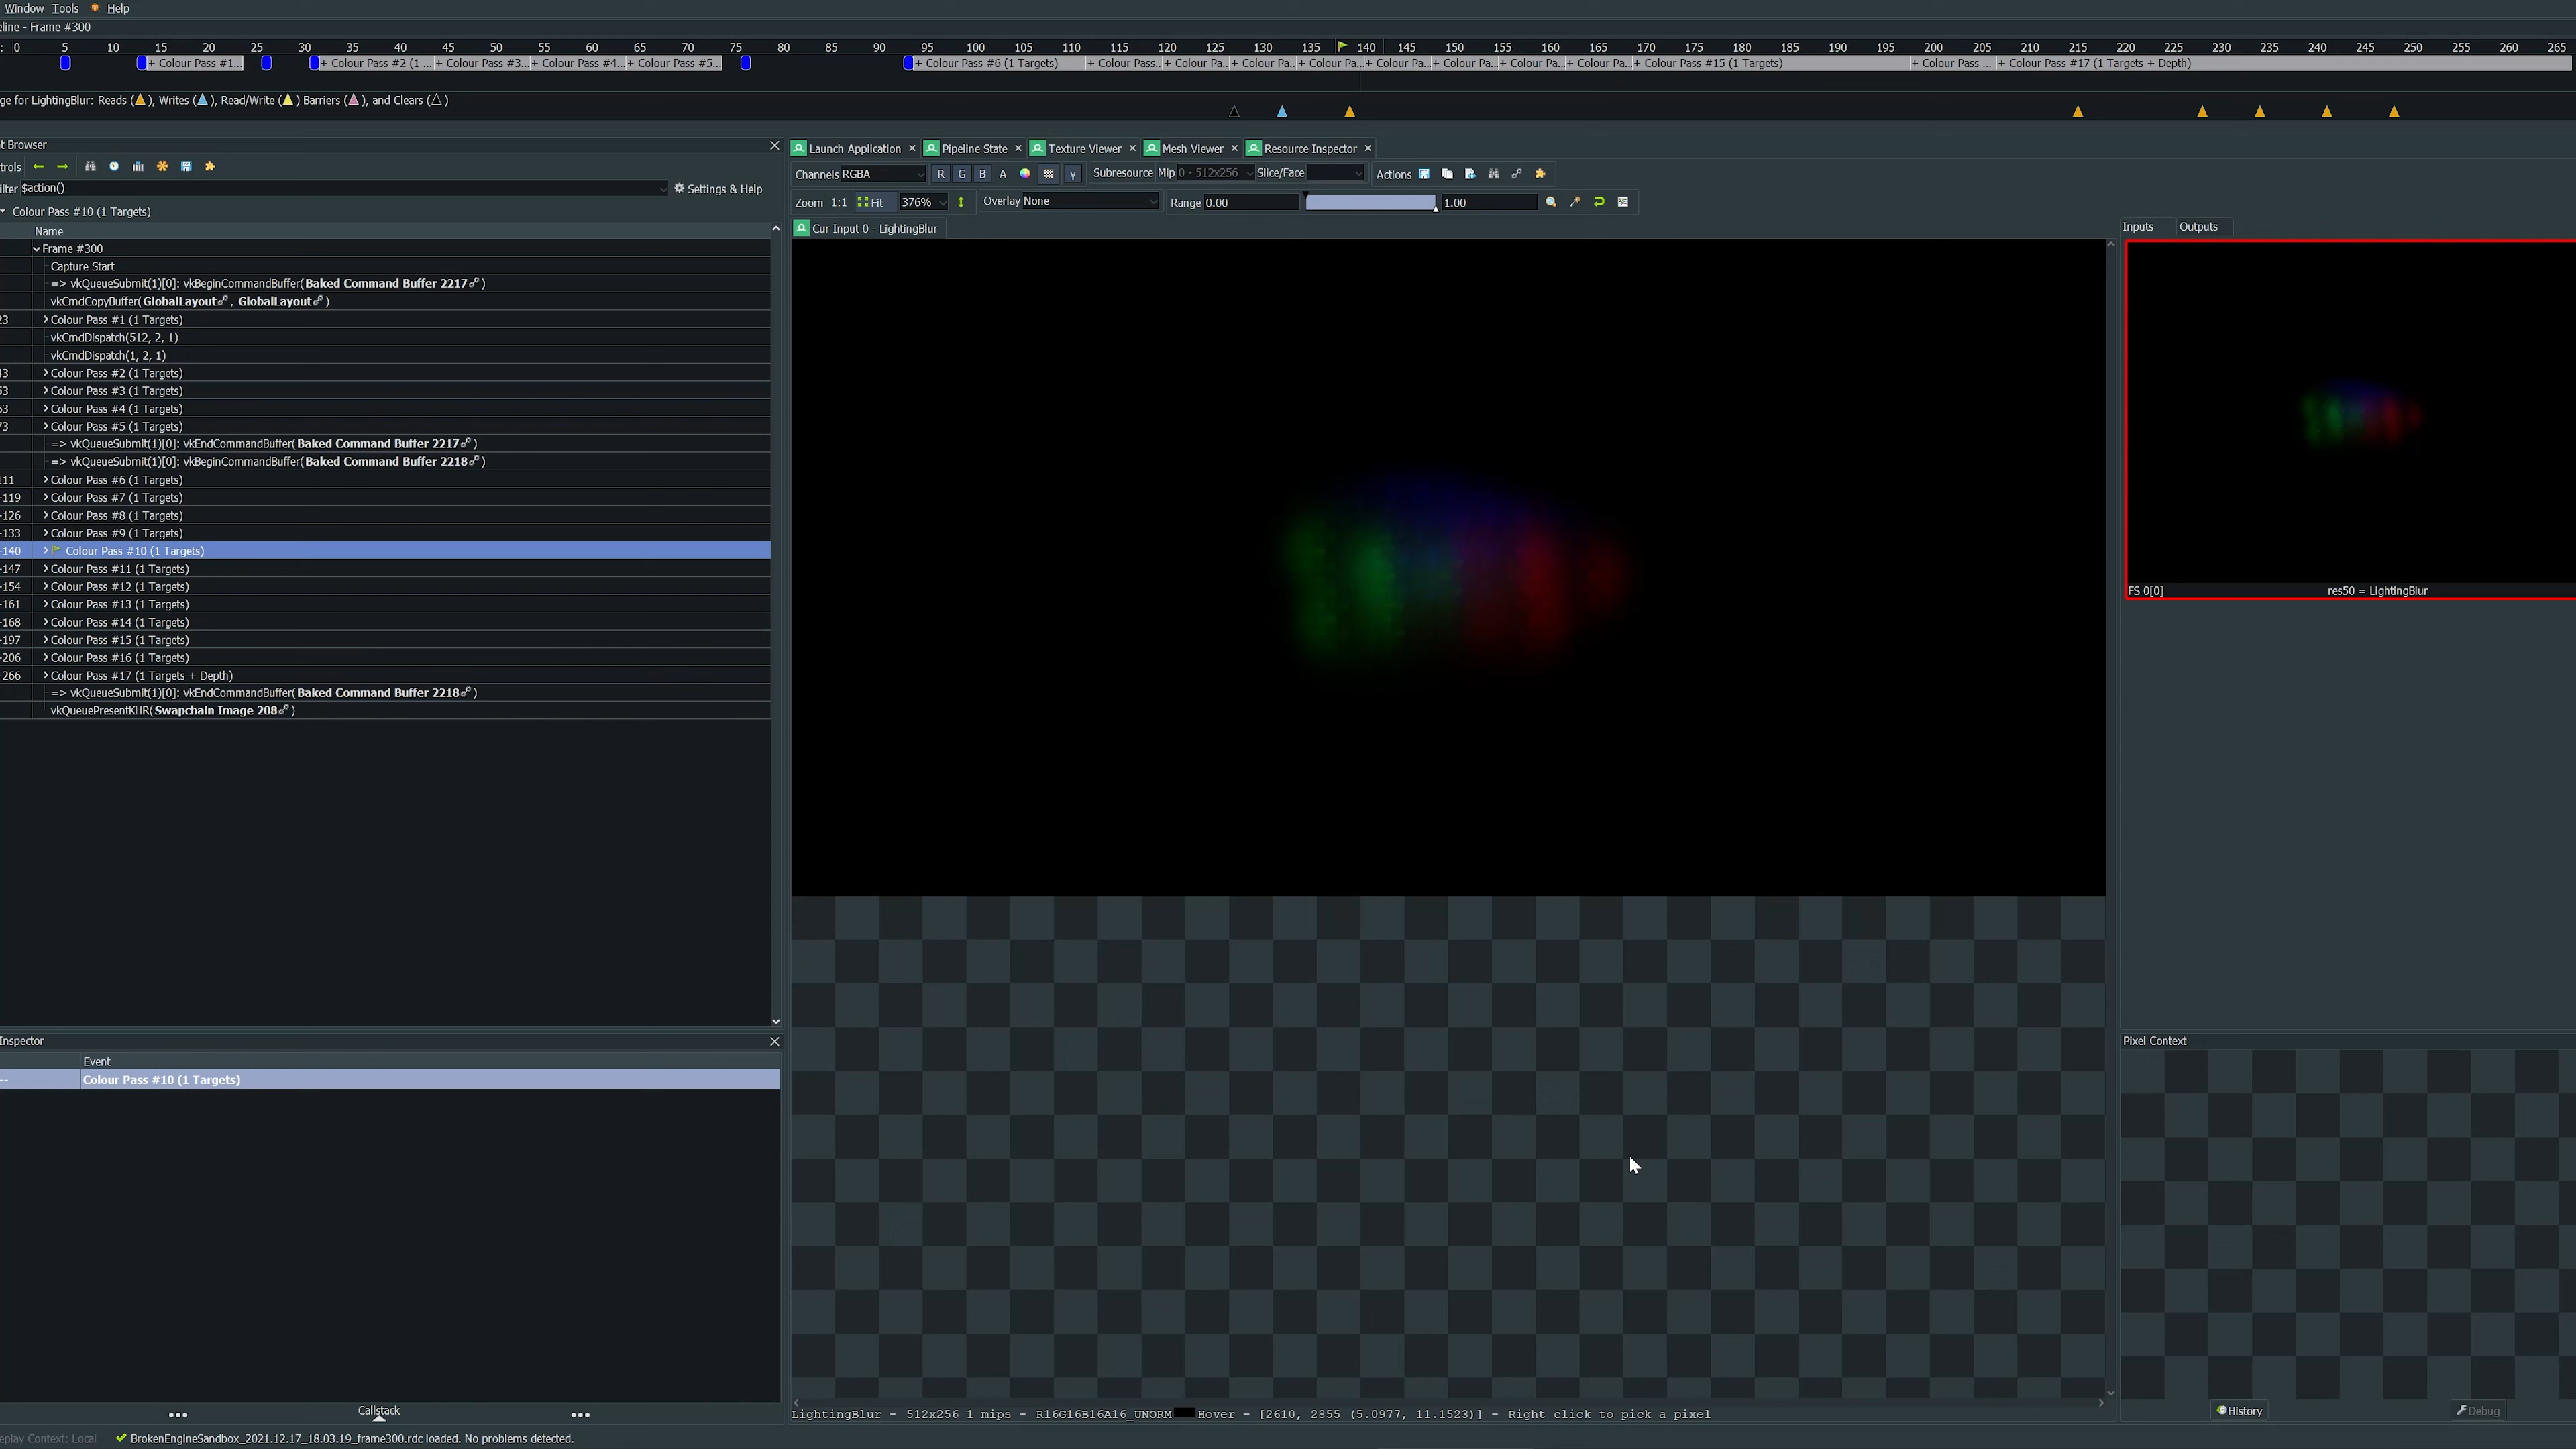 Window Tools Help
eline - Frame #300
: 0 5 10 15 20 25 30 35 40 45 50 55 60 65 70 75 80 85 90 95 100 105 110 115 120 125 130 135 140 145 150 155 160 165 170 175 180 185 190 195 200 205 210 215 220 225 230 235 240 245 250 255 260 265
+ Colour Pass #1... + Colour Pass #2 (1 ... + Colour Pass #3... + Colour Pass #4... + Colour Pass #5... + Colour Pass #6 (1 Targets) + Colour Pass.. + Colour Pa.. + Colour Pa.. + Colour Pa.. + Colour Pa.. + Colour Pa.. + Colour Pa.. + Colour Pa.. + Colour Pass #15 (1 Targets) + Colour Pass ... + Colour Pass #17 (1 Targets + Depth)
ge for LightingBlur: Reads ( ), Writes ( ), Read/Write ( ) Barriers ( ), and Clears ( )
t Browser
Launch Application Pipeline State Texture Viewer Mesh Viewer Resource Inspector
trols
Channels RGBA R G B A γ Subresource Mip 0 - 512x256 Slice/Face Actions
ilter $action() Settings & Help
Zoom 1:1 Fit 376% Overlay None Range 0.00 1.00
Colour Pass #10 (1 Targets)
Cur Input 0 - LightingBlur
Inputs Outputs
Name
Frame #300
Capture Start
=> vkQueueSubmit(1)[0]: vkBeginCommandBuffer(Baked Command Buffer 2217 )
vkCmdCopyBuffer(GlobalLayout , GlobalLayout )
23 Colour Pass #1 (1 Targets)
vkCmdDispatch(512, 2, 1)
vkCmdDispatch(1, 2, 1)
43 Colour Pass #2 (1 Targets)
53 Colour Pass #3 (1 Targets)
63 Colour Pass #4 (1 Targets)
73 Colour Pass #5 (1 Targets)
=> vkQueueSubmit(1)[0]: vkEndCommandBuffer(Baked Command Buffer 2217 )
=> vkQueueSubmit(1)[0]: vkBeginCommandBuffer(Baked Command Buffer 2218 )
111 Colour Pass #6 (1 Targets)
-119 Colour Pass #7 (1 Targets)
-126 Colour Pass #8 (1 Targets)
-133 Colour Pass #9 (1 Targets)
-140 Colour Pass #10 (1 Targets)
-147 Colour Pass #11 (1 Targets)
-154 Colour Pass #12 (1 Targets)
-161 Colour Pass #13 (1 Targets)
-168 Colour Pass #14 (1 Targets)
-197 Colour Pass #15 (1 Targets)
-206 Colour Pass #16 (1 Targets)
-266 Colour Pass #17 (1 Targets + Depth)
=> vkQueueSubmit(1)[0]: vkEndCommandBuffer(Baked Command Buffer 2218 )
vkQueuePresentKHR(Swapchain Image 208 )
FS 0[0] res50 = LightingBlur
Inspector
Event
-- Colour Pass #10 (1 Targets)
Pixel Context
Callstack
LightingBlur - 512x256 1 mips - R16G16B16A16_UNORM Hover - [2610, 2855 (5.0977, 11.1523)] - Right click to pick a pixel
History Debug
eplay Context: Local BrokenEngineSandbox_2021.12.17_18.03.19_frame300.rdc loaded. No problems detected.